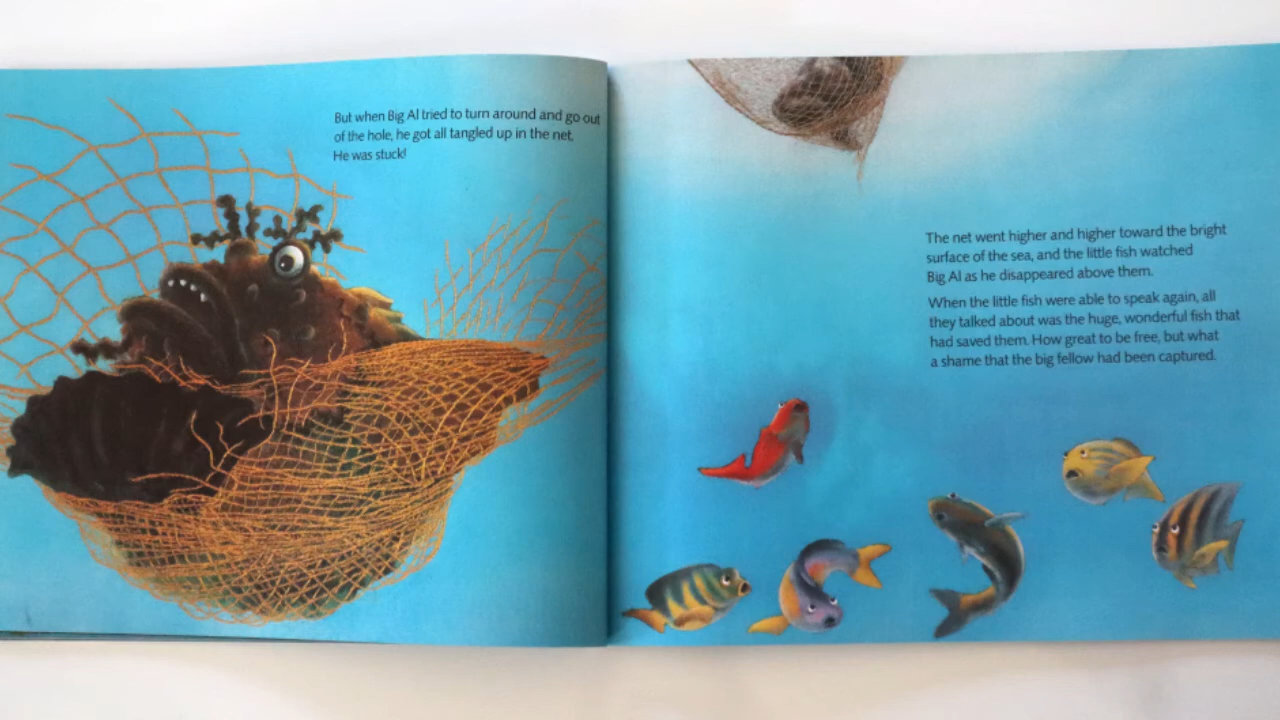 But when Big Al tried to turn around and go out
of the hole, he got all tangled up in the net.
He was stuck!
The net went higher and higher toward the bright
surface of the sea, and the little fish watched
Big Al as he disappeared above them.
When the little fish were able to speak again, all
they talked about was the huge, wonderful fish that
had saved them. How great to be free, but what
a shame that the big fellow had been captured.